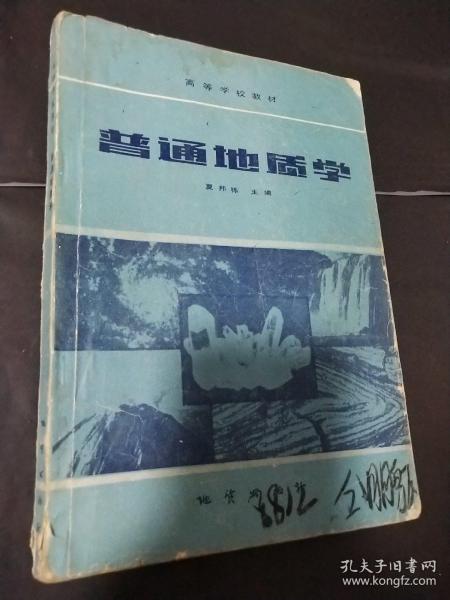 高等学校教材
普通地质学
夏邦栋 主编
地质
8812
孔夫子旧书网
www.kongfz.com